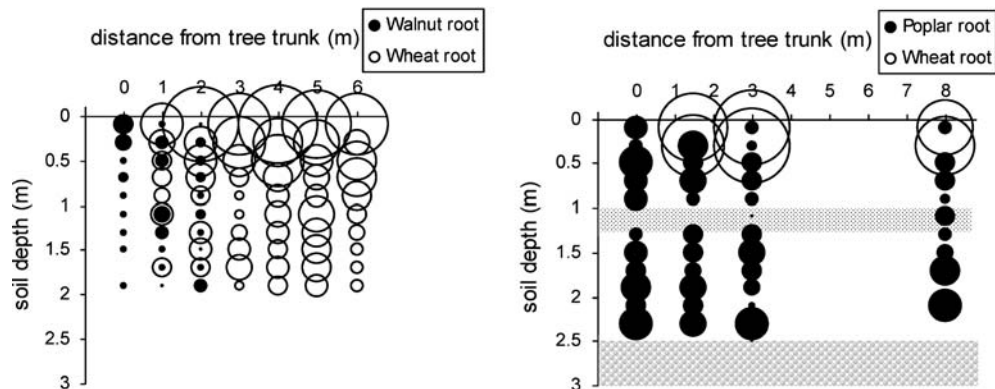 distance from tree trunk (m)
Walnut root
Wheat root
0 1 2 3 4 5 6
0
0.5
1
1.5
2
2.5
3
soil depth (m)
distance from tree trunk (m)
Poplar root
Wheat root
0 1 2 3 4 5 6 7 8
0
0.5
1
1.5
2
2.5
3
soil depth (m)